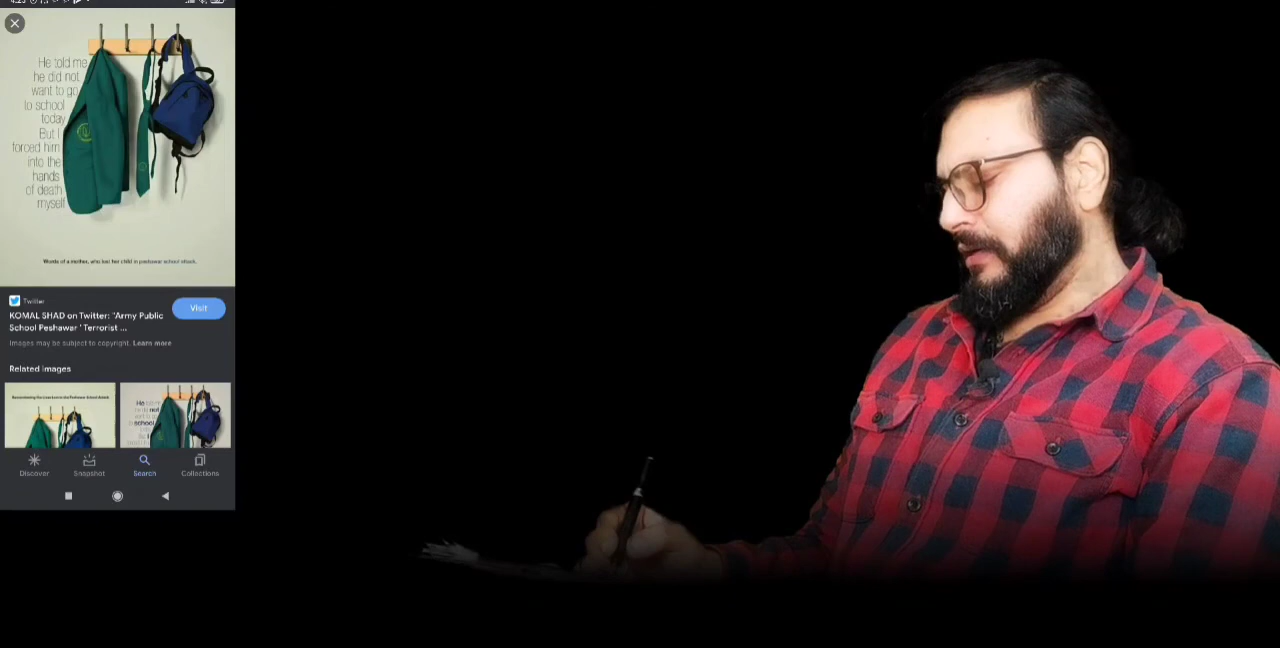 4:23
He told me
he did not
want to go
to school
today
But I
forced him
into the
hands
of death
myself
Words of a mother, who lost her child in peshawar school attack.
Twitter
Visit
KOMAL SHAD on Twitter: "Army Public
School Peshawar ' Terrorist ...
Images may be subject to copyright. Learn more
Related images
Discover
Snapshot
Search
Collections